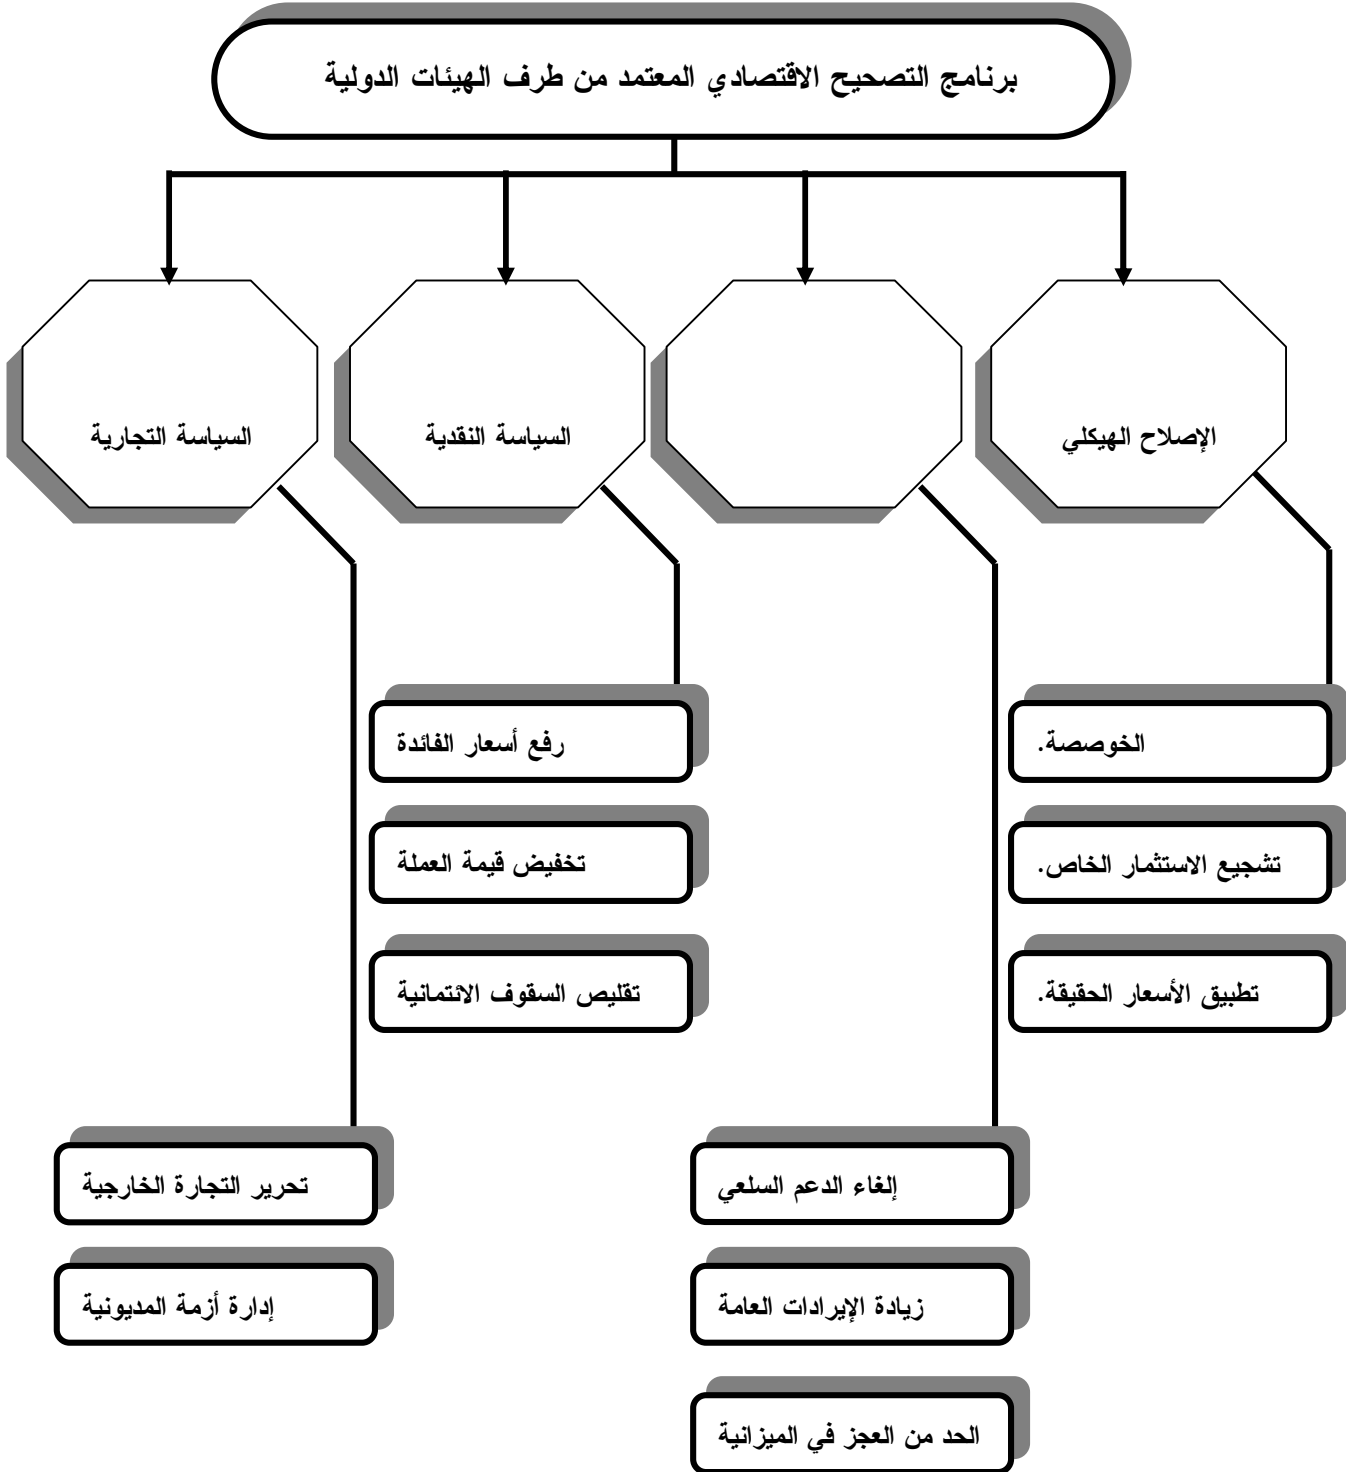 برنامج التصحيح الاقتصادي المعتمد من طرف الهيئات الدولية
الإصلاح الهيكلي
السياسة النقدية
السياسة التجارية
الخوصصة.
تشجيع الاستثمار الخاص.
تطبيق الأسعار الحقيقة.
رفع أسعار الفائدة
تخفيض قيمة العملة
تقليص السقوف الائتمانية
إلغاء الدعم السلعي
زيادة الإيرادات العامة
الحد من العجز في الميزانية
تحرير التجارة الخارجية
إدارة أزمة المديونية